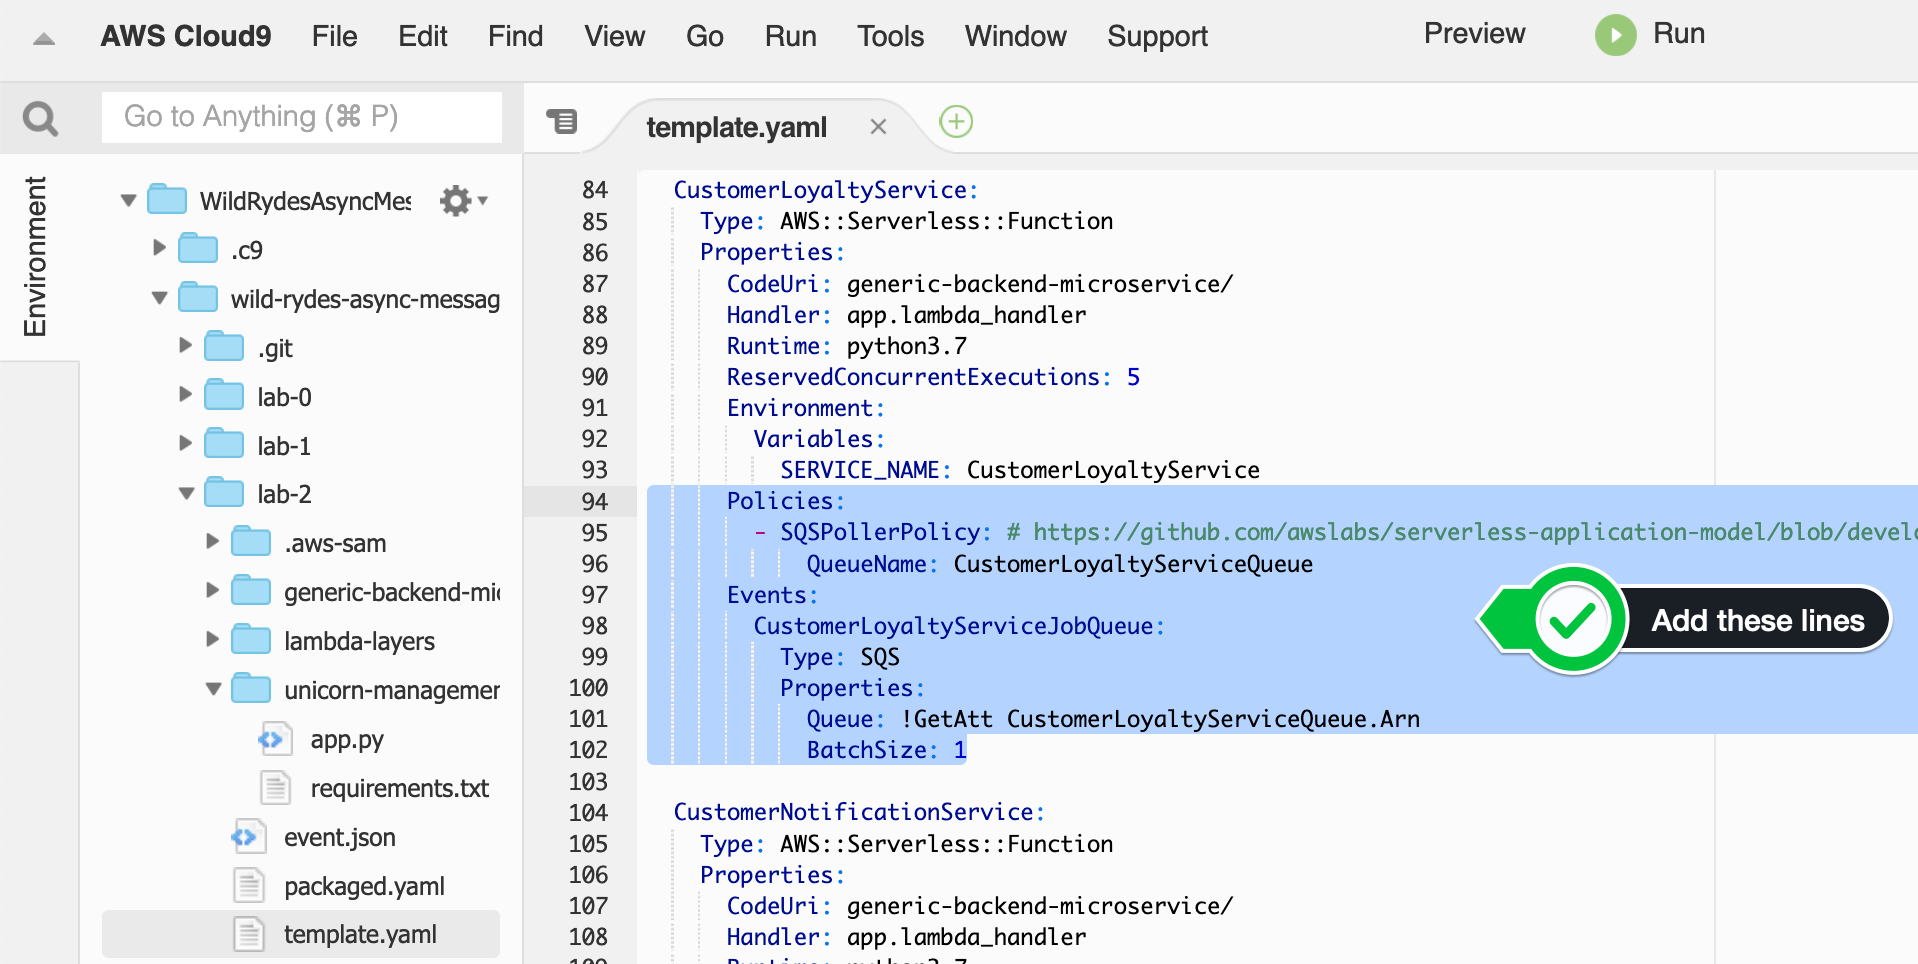 AWS Cloud9 File Edit Find View Go Run Tools Window Support Preview Run
Go to Anything (⌘ P)
template.yaml
Environment
WildRydesAsyncMes
.c9
wild-rydes-async-messag
.git
lab-0
lab-1
lab-2
.aws-sam
generic-backend-mi
lambda-layers
unicorn-managemen
app.py
requirements.txt
event.json
packaged.yaml
template.yaml
84 CustomerLoyaltyService:
85 Type: AWS::Serverless::Function
86 Properties:
87 CodeUri: generic-backend-microservice/
88 Handler: app.lambda_handler
89 Runtime: python3.7
90 ReservedConcurrentExecutions: 5
91 Environment:
92 Variables:
93 SERVICE_NAME: CustomerLoyaltyService
94 Policies:
95 - SQSPollerPolicy: # https://github.com/awslabs/serverless-application-model/blob/develo
96 QueueName: CustomerLoyaltyServiceQueue
97 Events:
98 CustomerLoyaltyServiceJobQueue:
99 Type: SQS
100 Properties:
101 Queue: !GetAtt CustomerLoyaltyServiceQueue.Arn
102 BatchSize: 1
103
104 CustomerNotificationService:
105 Type: AWS::Serverless::Function
106 Properties:
107 CodeUri: generic-backend-microservice/
108 Handler: app.lambda_handler
109 Runtime: python3.7
Add these lines